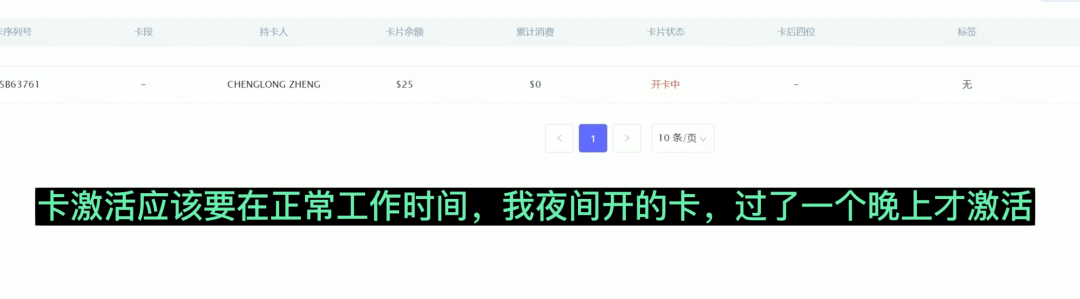 序列号 卡段 持卡人 卡片余额 累计消费 卡片状态 卡后四位 标签
5B63761 - CHENGLONG ZHENG $25 $0 开卡中 - 无
< 1 > 10 条/页
卡激活应该要在正常工作时间，我夜间开的卡，过了一个晚上才激活